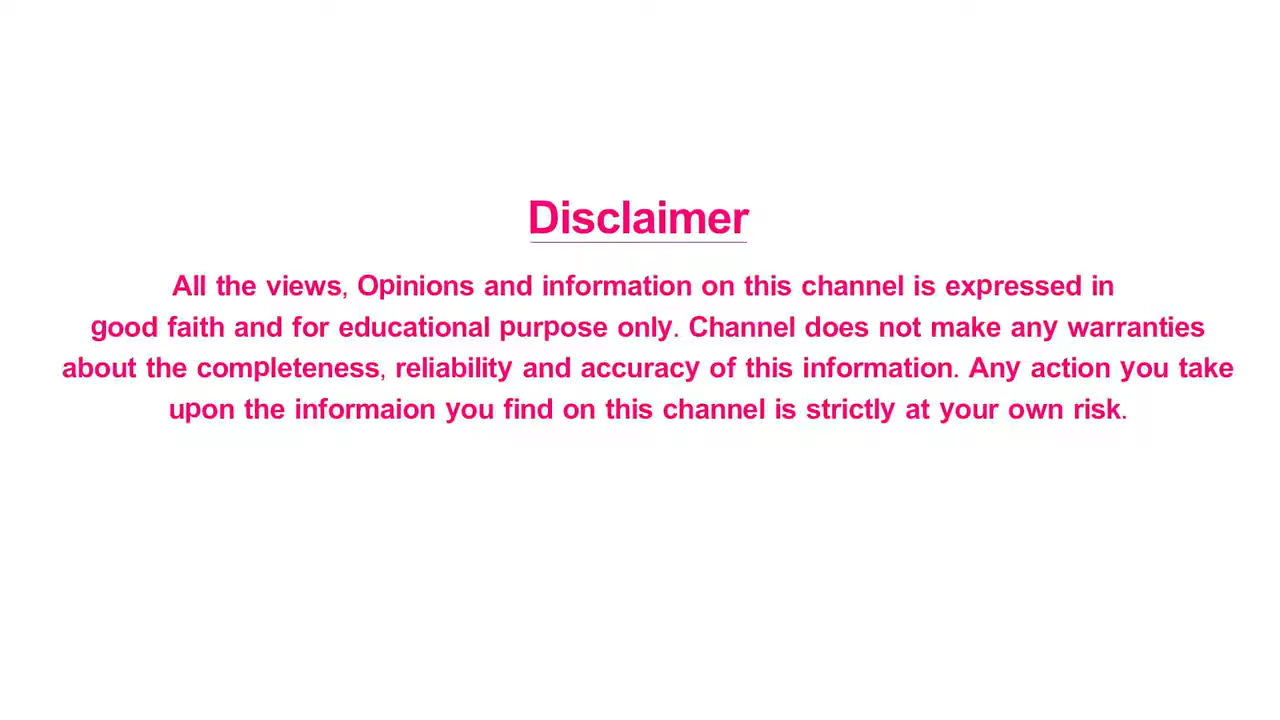 Disclaimer
All the views, Opinions and information on this channel is expressed in
good faith and for educational purpose only. Channel does not make any warranties
about the completeness, reliability and accuracy of this information. Any action you take
upon the informaion you find on this channel is strictly at your own risk.